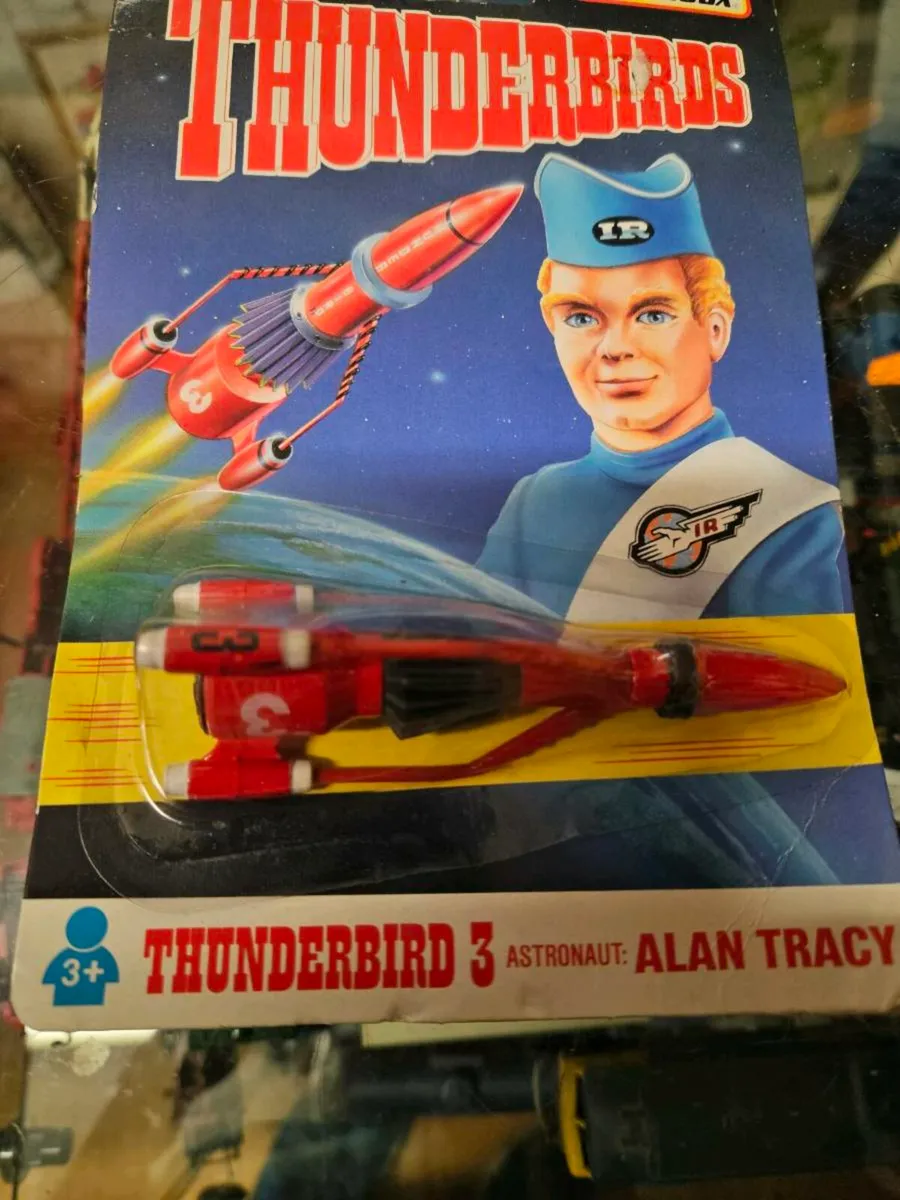 THUNDERBIRDS
IR
3
IR
3
3
3+ THUNDERBIRD 3 ASTRONAUT: ALAN TRACY